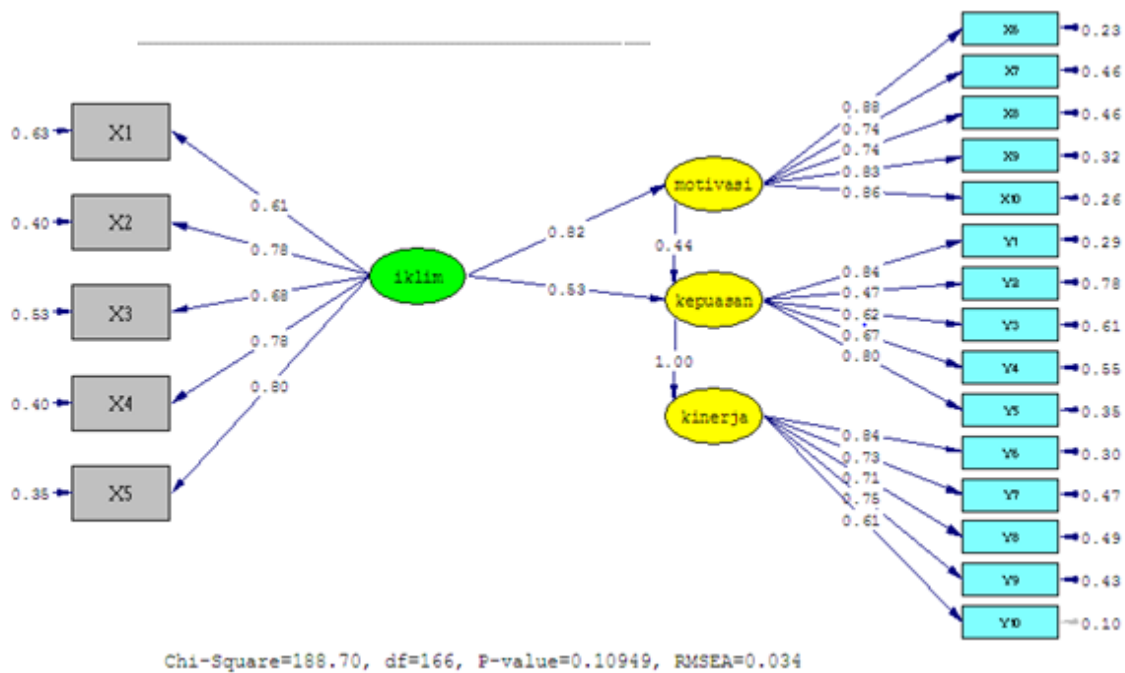 X6
0.23
X7
0.46
X8
0.46
X9
0.32
X10
0.26
Y1
0.29
Y2
0.78
Y3
0.61
Y4
0.55
Y5
0.35
Y6
0.30
Y7
0.47
Y8
0.49
Y9
0.43
Y10
0.10
0.63
X1
0.40
X2
0.53
X3
0.40
X4
0.35
X5
0.61
0.78
0.68
0.78
0.80
iklim
0.82
0.53
motivasi
0.44
kepuasan
1.00
kinerja
0.88
0.74
0.74
0.83
0.86
0.84
0.47
0.62
0.67
0.80
0.84
0.73
0.71
0.75
0.61
Chi-Square=188.70, df=166, P-value=0.10949, RMSEA=0.034